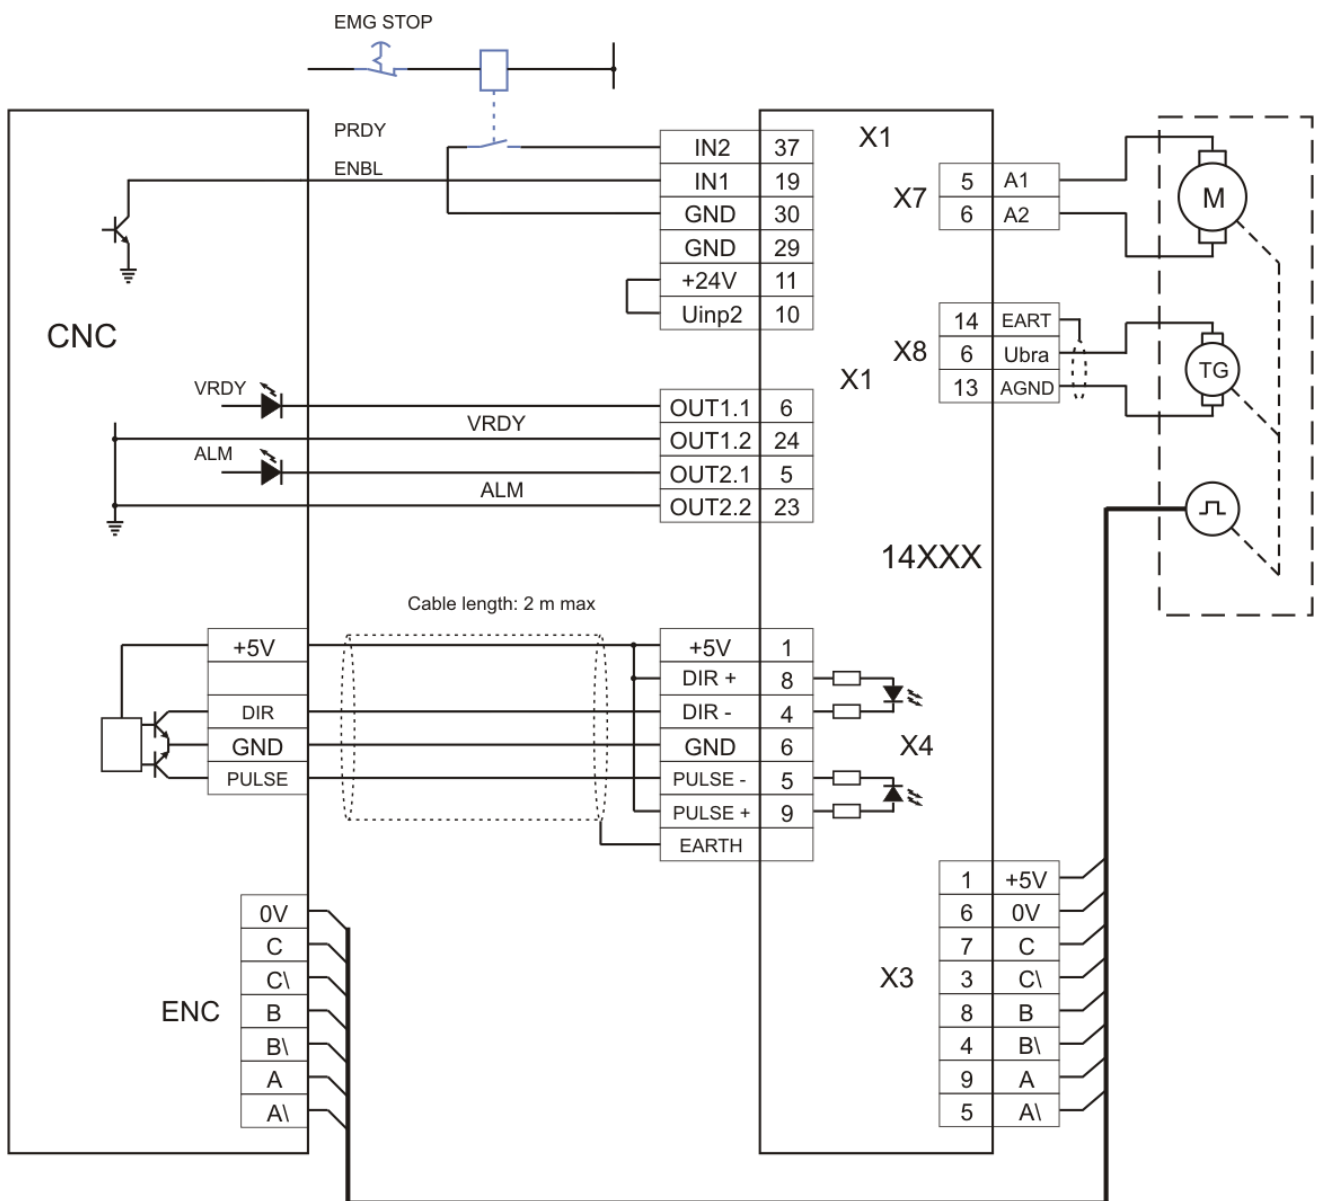 EMG STOP
PRDY
ENBL
IN2 37
IN1 19
GND 30
GND 29
+24V 11
Uinp2 10
X1
X7
5 A1
6 A2
M
CNC
X8
14 EART
6 Ubra
13 AGND
TG
X1
VRDY
VRDY
ALM
ALM
OUT1.1 6
OUT1.2 24
OUT2.1 5
OUT2.2 23
14XXX
Cable length: 2 m max
+5V
DIR
GND
PULSE
+5V 1
DIR + 8
DIR - 4
GND 6
PULSE - 5
PULSE + 9
EARTH
X4
ENC
0V
C
C\
B
B\
A
A\
X3
1 +5V
6 0V
7 C
3 C\
8 B
4 B\
9 A
5 A\